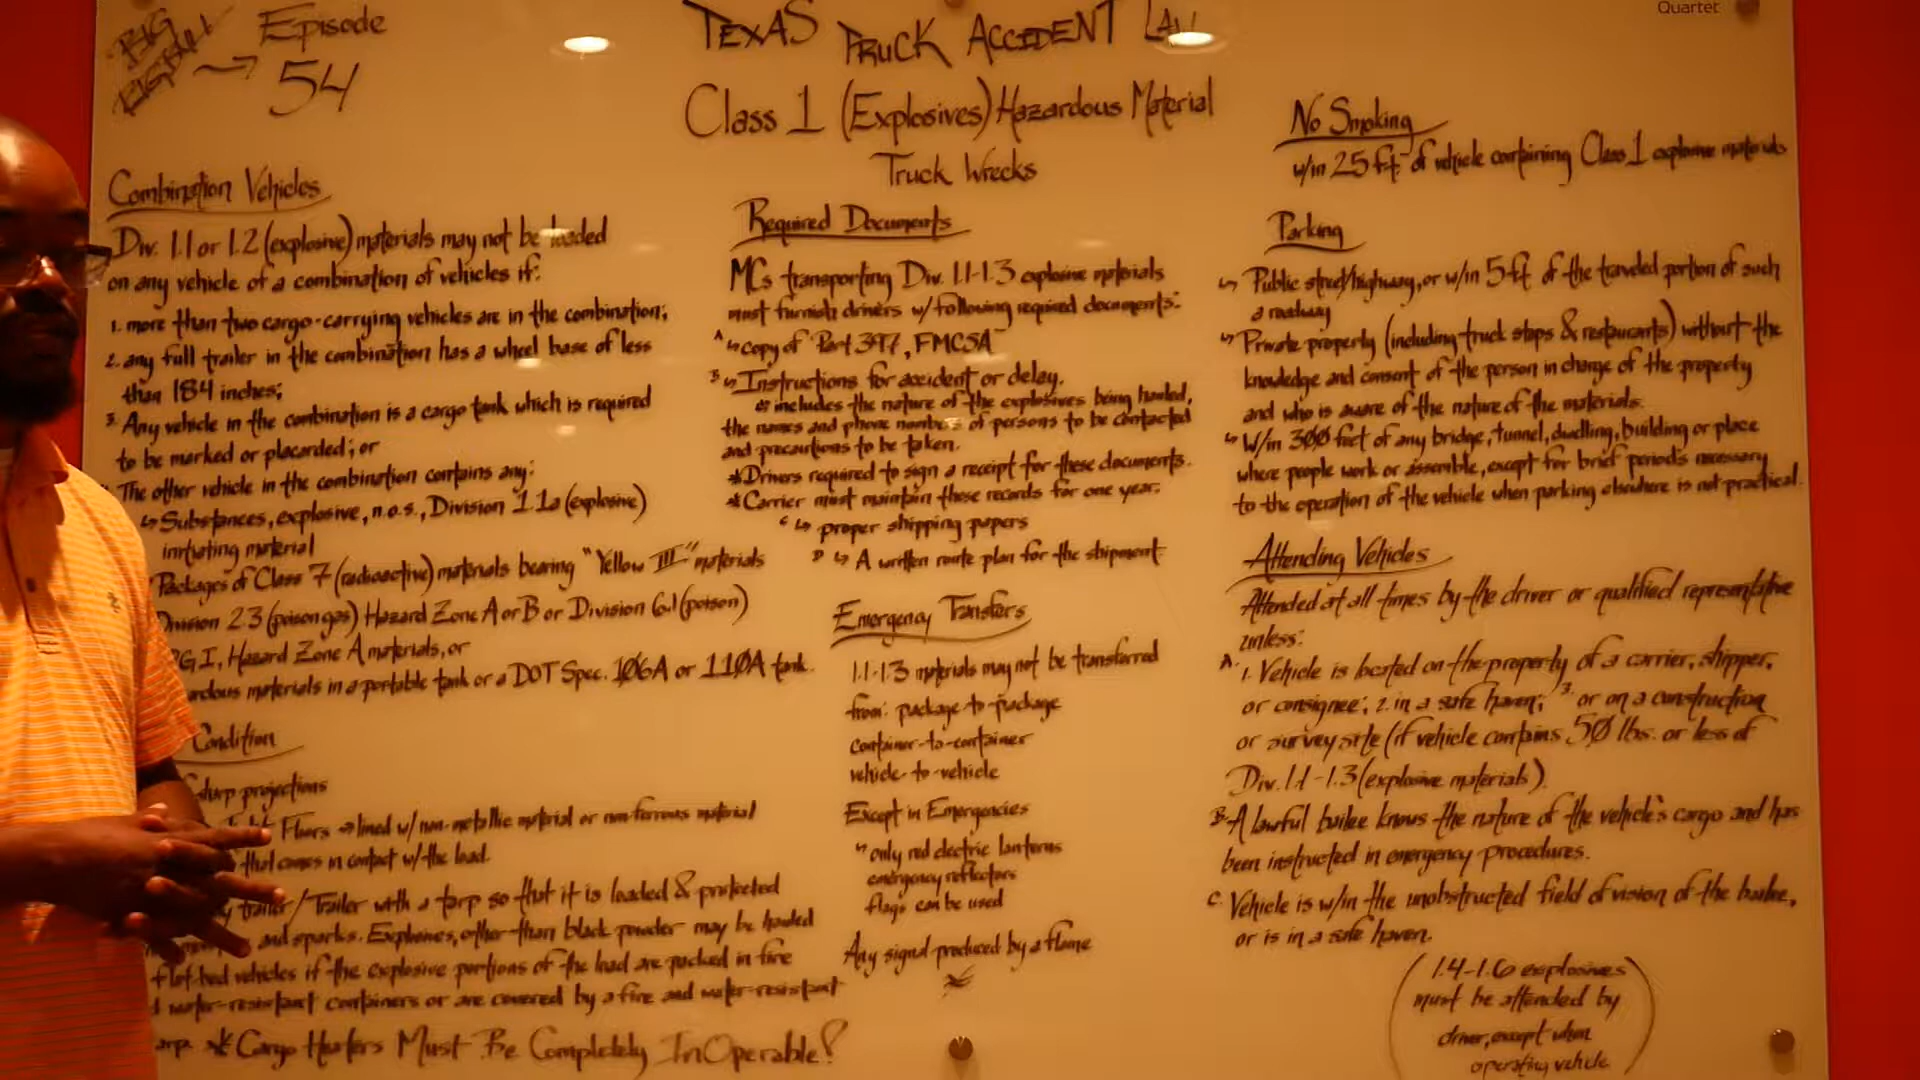 BIG
RIGBULL → Episode
54
TEXAS TRUCK ACCIDENT LAW
Class 1 (Explosives) Hazardous Material
Truck Wrecks
Quartet
Combination Vehicles
Div. 1.1 or 1.2 (explosive) materials may not be loaded
on any vehicle of a combination of vehicles if:
1. more than two cargo-carrying vehicles are in the combination;
2. any full trailer in the combination has a wheel base of less
than 184 inches;
3. Any vehicle in the combination is a cargo tank which is required
to be marked or placarded; or
The other vehicle in the combination contains any:
↳ Substances, explosive, n.o.s., Division 1.1a (explosive)
initiating material
Packages of Class 7 (radioactive) materials bearing "Yellow III" materials
Division 2.3 (poison gas) Hazard Zone A or B or Division 6.1 (poison)
PG I, Hazard Zone A materials, or
materials in a portable tank or a DOT Spec. 106A or 110A tank.
Condition
sharp projections
Floors → lined w/ non-metallic material or non-ferrous material
that comes in contact w/ the load.
trailer/Trailer with a tarp so that it is loaded & protected
and sparks. Explosives, other than black powder may be hauled
flat-bed vehicles if the explosive portions of the load are packed in fire
water-resistant containers or are covered by a fire and water-resistant
tarp. * Cargo Heaters Must Be Completely InOperable!
Required Documents
MCs transporting Div. 1.1-1.3 explosive materials
must furnish drivers w/ following required documents:
A ↳ copy of Part 397, FMCSA
B ↳ Instructions for accident or delay.
includes the nature of the explosives being hauled,
the names and phone numbers of persons to be contacted
and precautions to be taken.
* Drivers required to sign a receipt for these documents.
* Carrier must maintain these records for one year.
C ↳ proper shipping papers
D ↳ A written route plan for the shipment
Emergency Transfers
1.1-1.3 materials may not be transferred
from: package-to-package
container-to-container
vehicle-to-vehicle
Except in Emergencies
↳ only red electric lanterns
emergency reflectors
flags can be used
Any signal produced by a flame
No Smoking
w/in 25 ft. of vehicle containing Class 1 explosive materials
Parking
↳ Public street/highway, or w/in 5 ft of the traveled portion of such
a roadway
↳ Private property (including truck stops & restaurants) without the
knowledge and consent of the person in charge of the property
and who is aware of the nature of the materials.
↳ W/in 300 feet of any bridge, tunnel, dwelling, building or place
where people work or assemble, except for brief periods necessary
to the operation of the vehicle when parking elsewhere is not practical.
Attending Vehicles
Attended at all times by the driver or qualified representative
unless:
A. 1. Vehicle is located on the property of a carrier, shipper,
or consignee; 2. in a safe haven; 3. or on a construction
or survey site (if vehicle contains 50 lbs. or less of
Div. 1.1-1.3 (explosive materials).
B. A lawful bailee knows the nature of the vehicle's cargo and has
been instructed in emergency procedures.
C. Vehicle is w/in the unobstructed field of vision of the bailee,
or is in a safe haven.
(1.4-1.6 explosives
must be attended by
driver, except when
operating vehicle